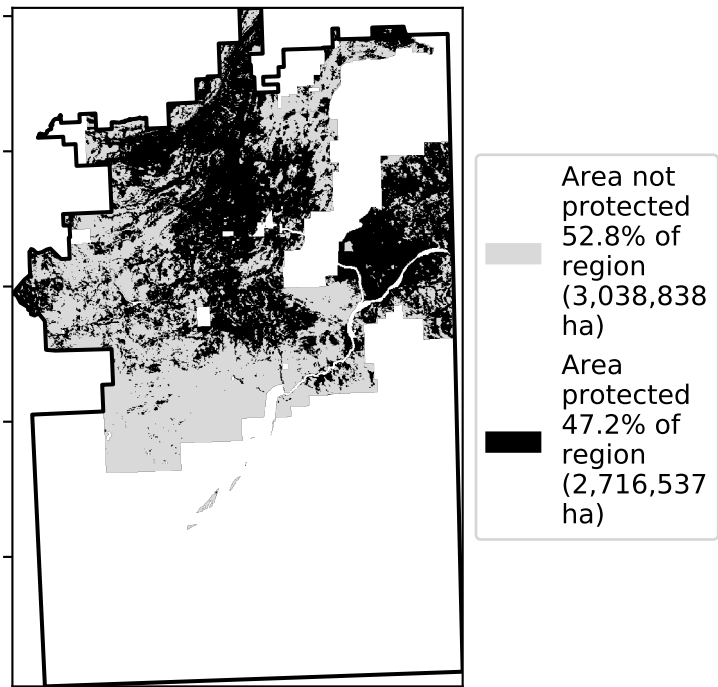 Area not
protected
52.8% of
region
(3,038,838
ha)
Area
protected
47.2% of
region
(2,716,537
ha)